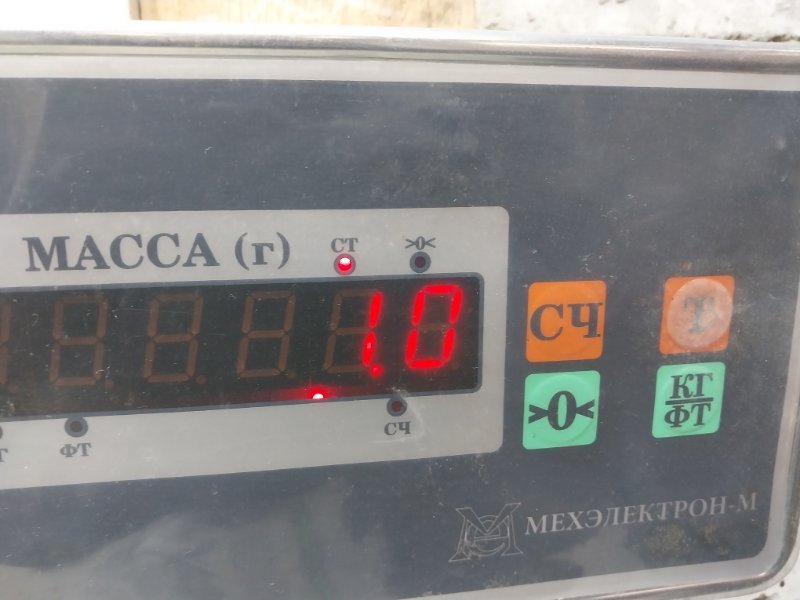 МАССА (г) СТ >0<
1.0
ФТ СЧ
СЧ Т
>0< КГ
ФТ
МЕХЭЛЕКТРОН-М